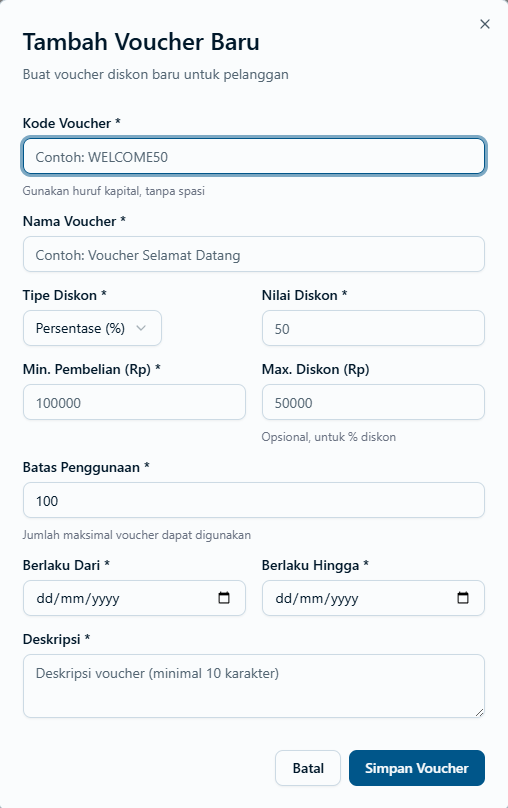 Tambah Voucher Baru
Buat voucher diskon baru untuk pelanggan
Kode Voucher *
Contoh: WELCOME50
Gunakan huruf kapital, tanpa spasi
Nama Voucher *
Contoh: Voucher Selamat Datang
Tipe Diskon * Nilai Diskon *
Persentase (%) 50
Min. Pembelian (Rp) * Max. Diskon (Rp)
100000 50000
Opsional, untuk % diskon
Batas Penggunaan *
100
Jumlah maksimal voucher dapat digunakan
Berlaku Dari * Berlaku Hingga *
dd/mm/yyyy dd/mm/yyyy
Deskripsi *
Deskripsi voucher (minimal 10 karakter)
Batal Simpan Voucher